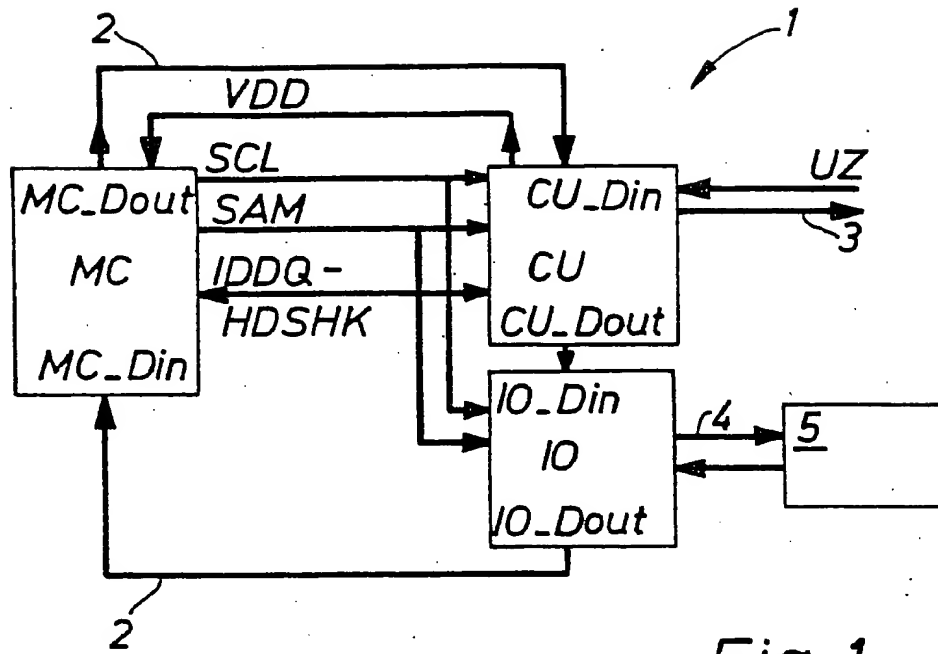 2
1
VDD
SCL
UZ
MC_Dout
CU_Din
SAM
3
MC
IDDQ -
CU
HDSHK
CU_Dout
MC_Din
IO_Din
4
5
IO
IO_Dout
2
Fig. 1